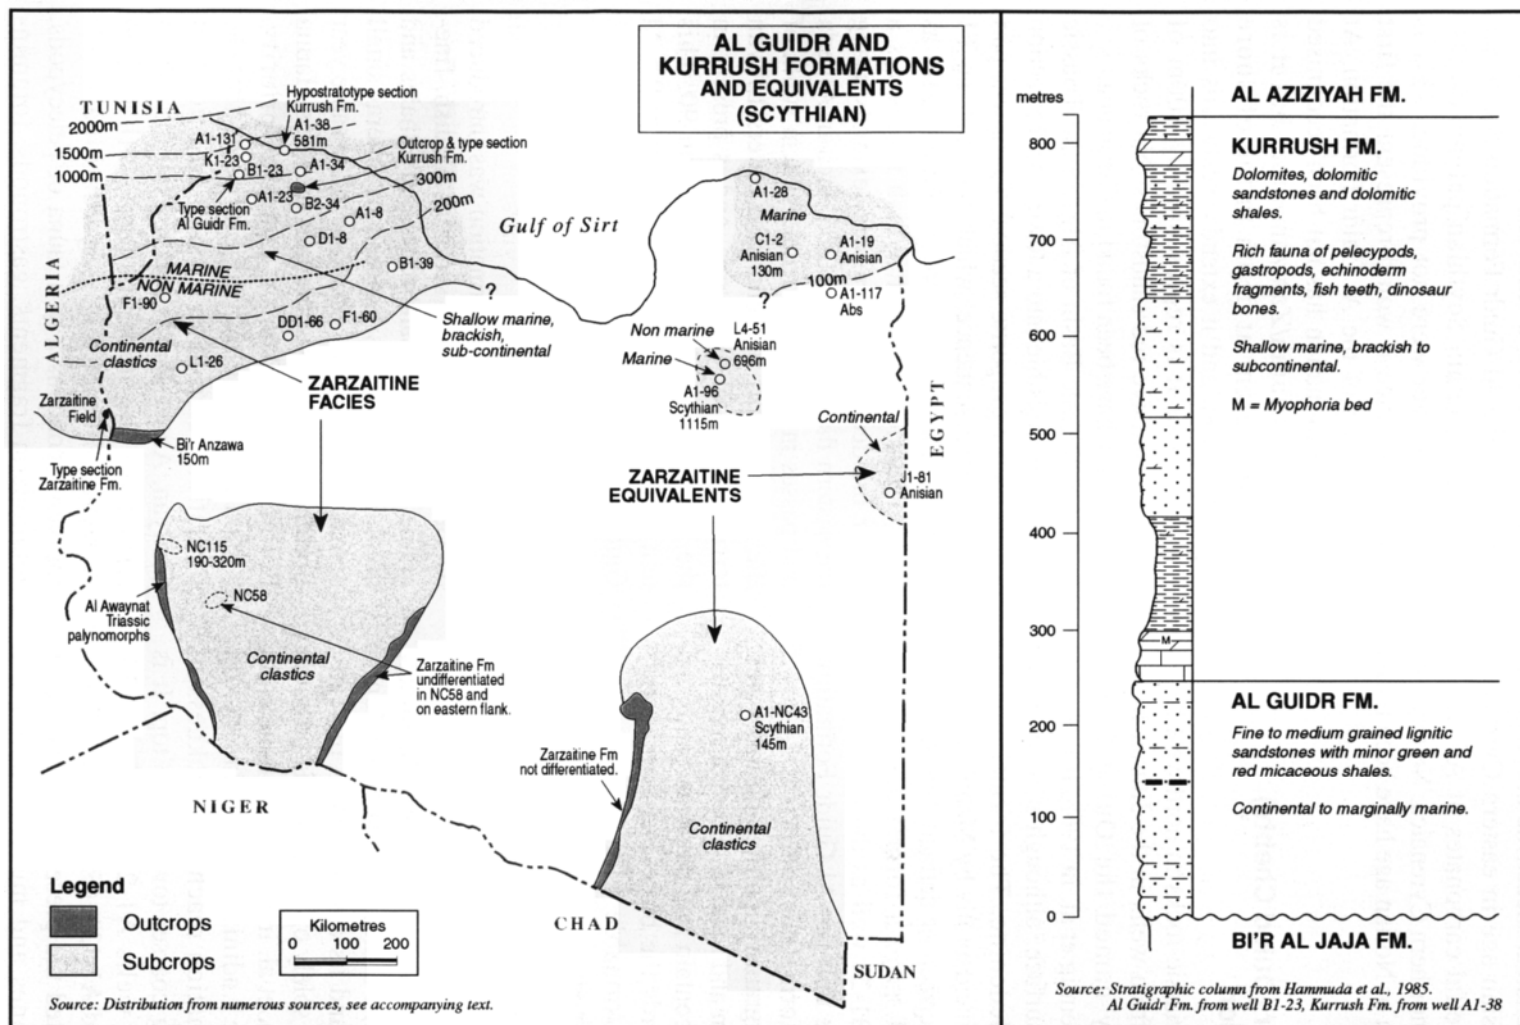 AL GUIDR AND
KURRUSH FORMATIONS
AND EQUIVALENTS
(SCYTHIAN)
TUNISIA
2000m
1500m
1000m
Hypostratotype section
Kurrush Fm.
A1-38
581m
A1-131
K1-23
B1-23
A1-34
Outcrop & type section
Kurrush Fm.
300m
200m
A1-23
B2-34
Type section
Al Guidr Fm.
A1-8
D1-8
B1-39
MARINE
NON MARINE
F1-90
ALGERIA
Continental
clastics
DD1-66
F1-60
L1-26
?
Shallow marine,
brackish,
sub-continental
Gulf of Sirt
A1-28
Marine
C1-2
Anisian
130m
A1-19
Anisian
100m
?
A1-117
Abs
Non marine
Marine
L4-51
Anisian
696m
A1-96
Scythian
1115m
EGYPT
Continental
J1-81
Anisian
ZARZAITINE
FACIES
ZARZAITINE
EQUIVALENTS
Zarzaitine
Field
Bi'r Anzawa
150m
Type section
Zarzaitine Fm.
NC115
190-320m
NC58
Al Awaynat
Triassic
palynomorphs
Continental
clastics
Zarzaitine Fm
undifferentiated
in NC58 and
on eastern flank.
A1-NC43
Scythian
145m
Zarzaitine Fm
not differentiated.
Continental
clastics
NIGER
CHAD
SUDAN
Legend
Outcrops
Subcrops
Kilometres
0 100 200
Source: Distribution from numerous sources, see accompanying text.
metres
800
700
600
500
400
300
200
100
0
M
AL AZIZIYAH FM.
KURRUSH FM.
Dolomites, dolomitic
sandstones and dolomitic
shales.
Rich fauna of pelecypods,
gastropods, echinoderm
fragments, fish teeth, dinosaur
bones.
Shallow marine, brackish to
subcontinental.
M = Myophoria bed
AL GUIDR FM.
Fine to medium grained lignitic
sandstones with minor green and
red micaceous shales.
Continental to marginally marine.
BI'R AL JAJA FM.
Source: Stratigraphic column from Hammuda et al., 1985.
Al Guidr Fm. from well B1-23, Kurrush Fm. from well A1-38